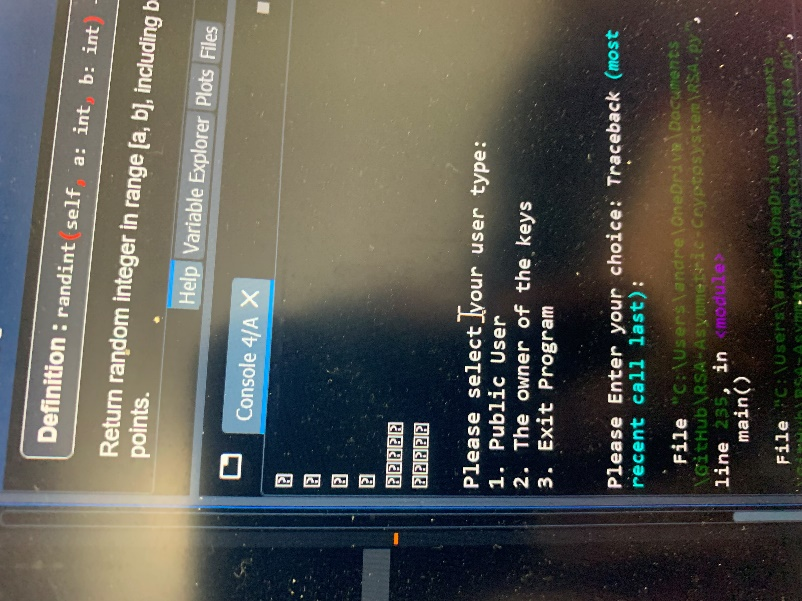 Definition : randint(self, a: int, b: int)
Return random integer in range [a, b], including b
points.
Help Variable Explorer Plots Files
Console 4/A X
Please select your user type:
1. Public User
2. The owner of the keys
3. Exit Program
Please Enter your choice: Traceback (most
recent call last):
File "C:\Users\andre\OneDrive\Documents
\GitHub\RSA-Asymmetric-Cryptosystem\RSA.py",
line 235, in <module>
main()
File "C:\Users\andre\OneDrive\Documents